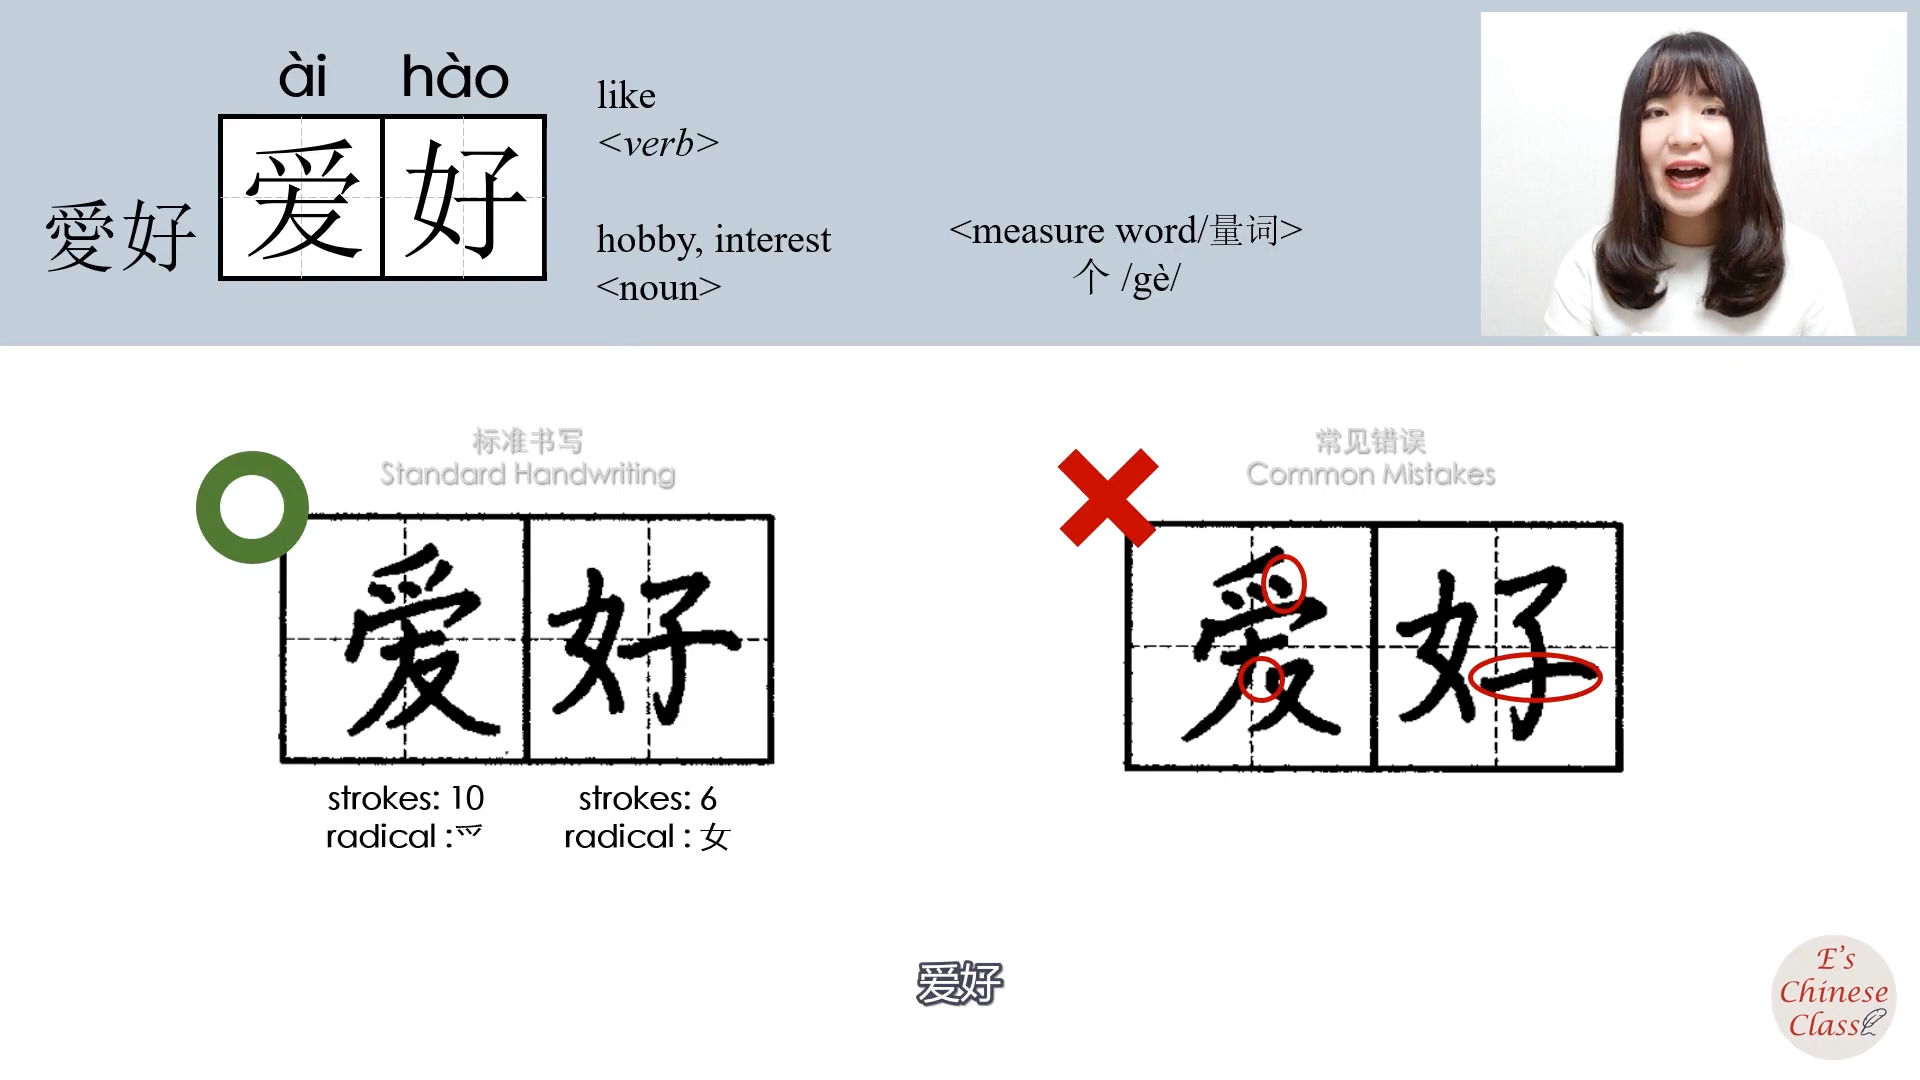 ài hào
愛好
爱好
like
<verb>
hobby, interest
<noun>
<measure word/量词>
个 /gè/
标准书写
Standard Handwriting
爱好
strokes: 10
radical :爫
strokes: 6
radical : 女
常见错误
Common Mistakes
爱好
爱好
E's
Chinese
Class